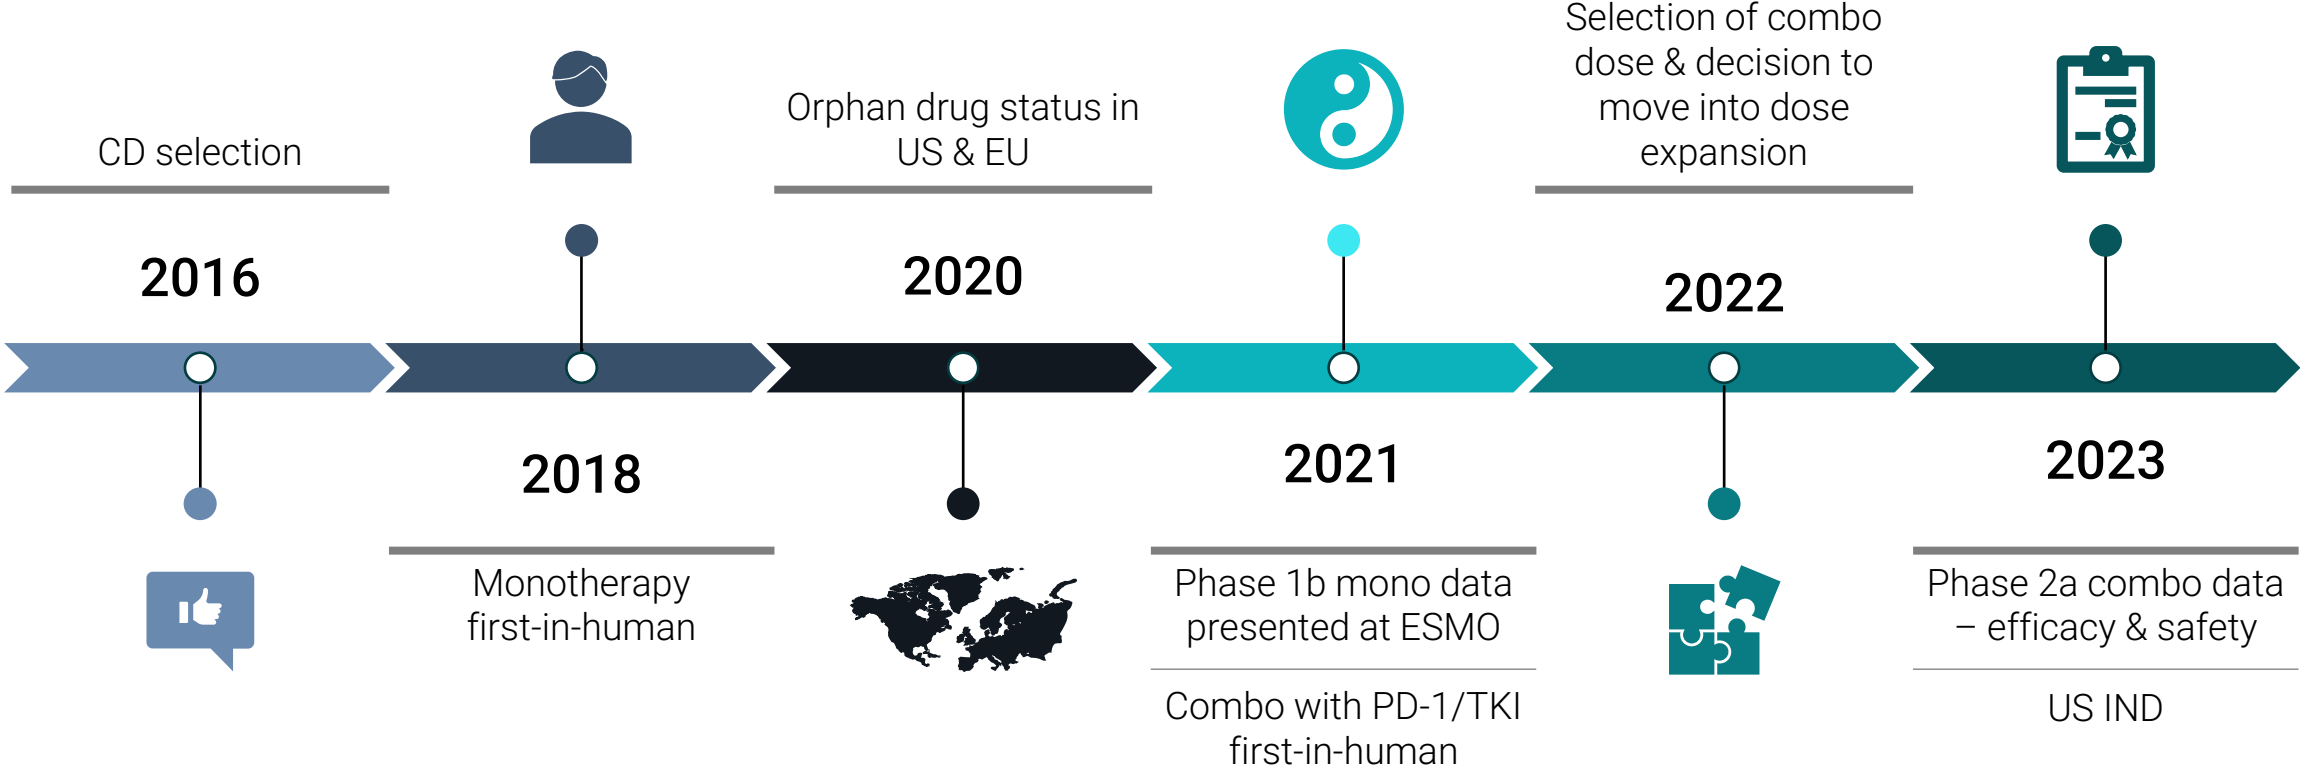 CD selection
2016
2018
Monotherapy
first-in-human
Orphan drug status in
US & EU
2020
2021
Phase 1b mono data
presented at ESMO
Combo with PD-1/TKI
first-in-human
Selection of combo
dose & decision to
move into dose
expansion
2022
2023
Phase 2a combo data
– efficacy & safety
US IND